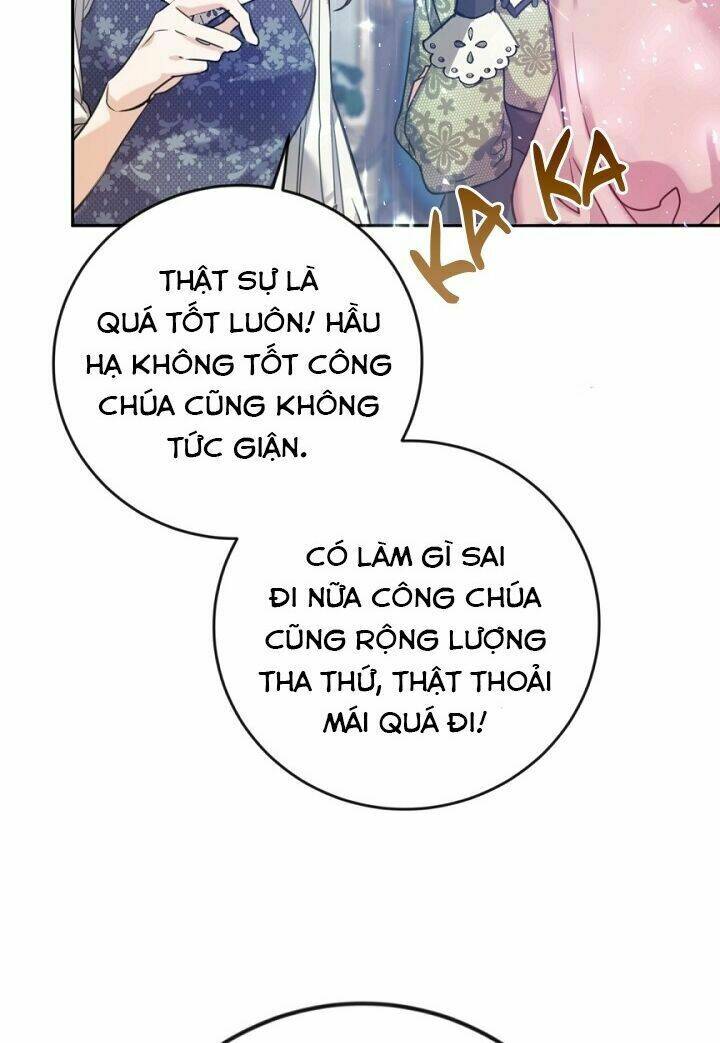 KA KA
THẬT SỰ LÀ
QUÁ TỐT LUÔN! HẦU
HẠ KHÔNG TỐT CÔNG
CHÚA CŨNG KHÔNG
TỨC GIẬN.
CÓ LÀM GÌ SAI
ĐI NỮA CÔNG CHÚA
CŨNG RỘNG LƯỢNG
THA THỨ, THẬT THOẢI
MÁI QUÁ ĐI!